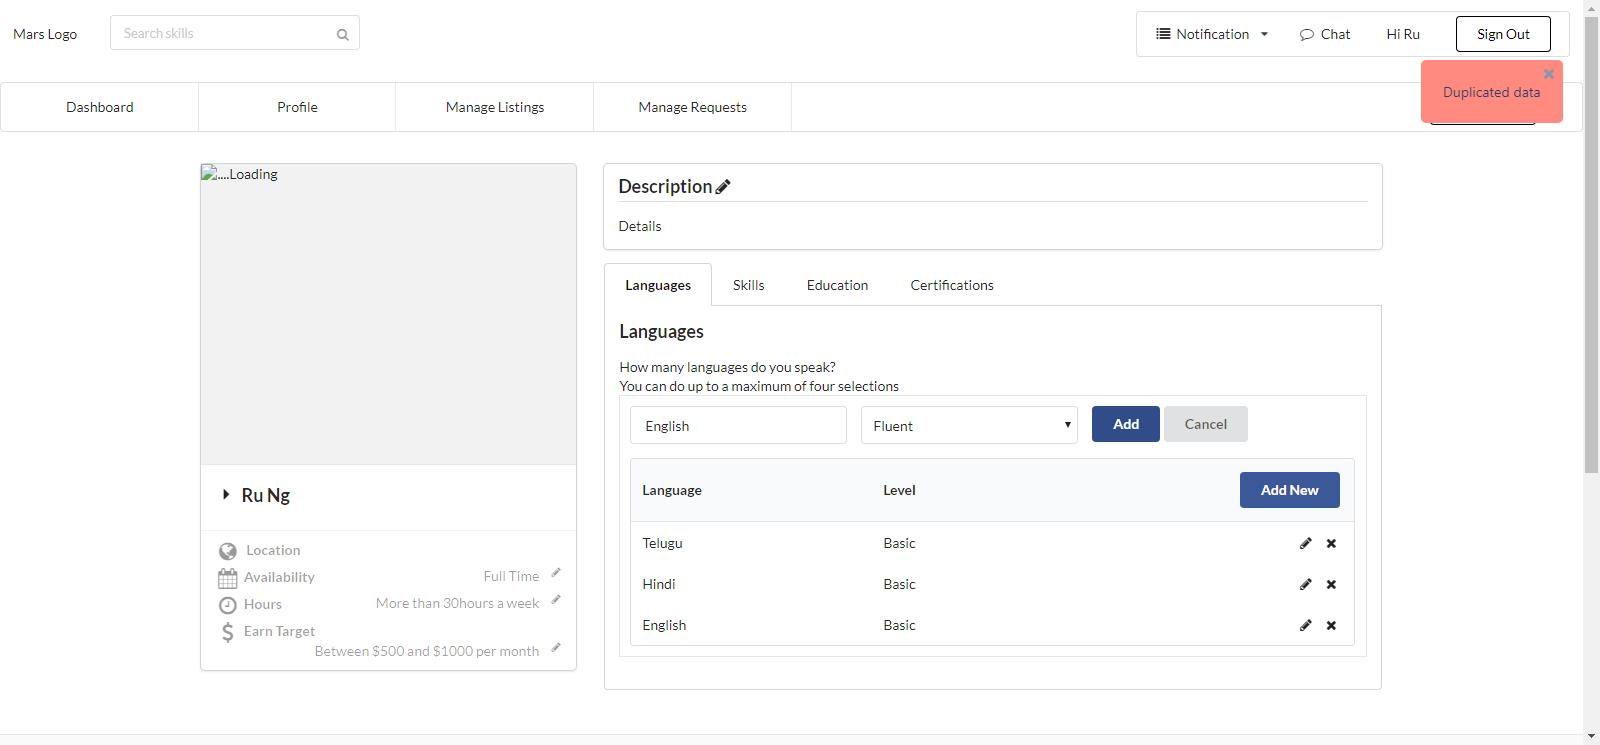 Mars Logo
Search skills
Notification
Chat
Hi Ru
Sign Out
Duplicated data
Dashboard
Profile
Manage Listings
Manage Requests
....Loading
Ru Ng
Location
Availability
Full Time
Hours
More than 30hours a week
Earn Target
Between $500 and $1000 per month
Description
Details
Languages
Skills
Education
Certifications
Languages
How many languages do you speak?
You can do up to a maximum of four selections
English
Fluent
Add
Cancel
Language
Level
Add New
Telugu
Basic
Hindi
Basic
English
Basic